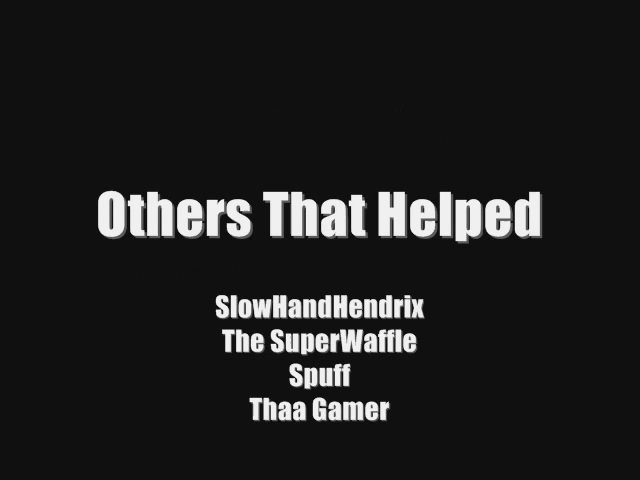 Others That Helped
SlowHandHendrix
The SuperWaffle
Spuff
Thaa Gamer